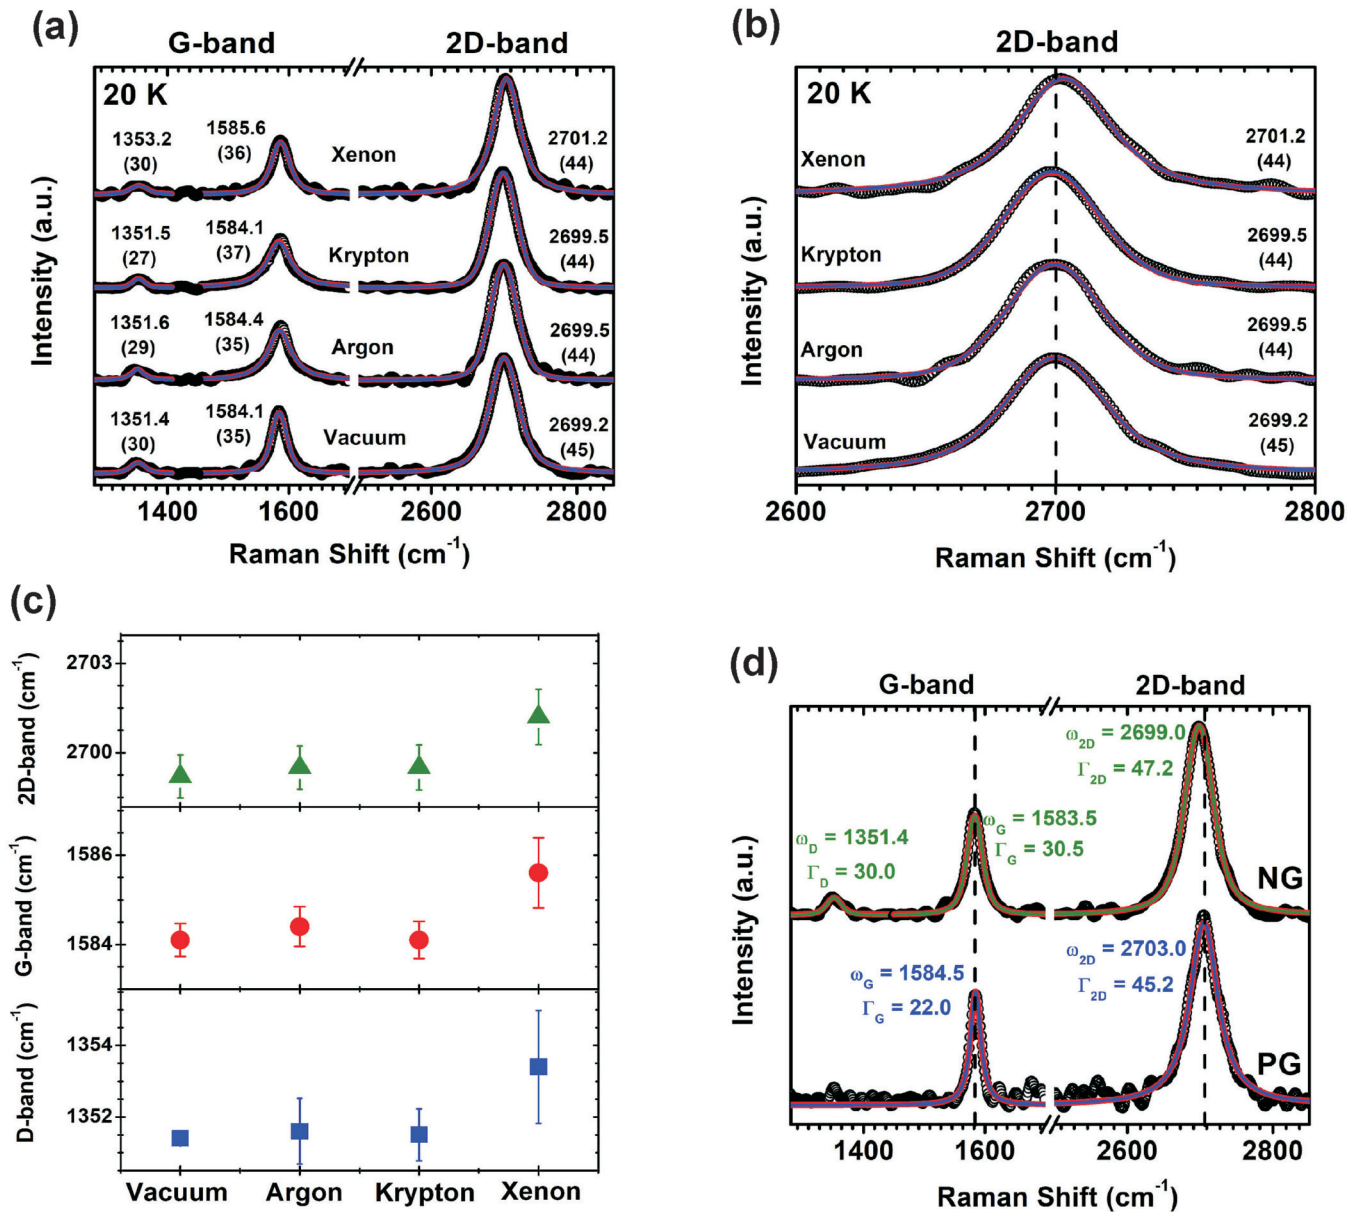 (a)
G-band 2D-band
20 K
1353.2
(30)
1585.6
(36)
Xenon
2701.2
(44)
1351.5
(27)
1584.1
(37)
Krypton
2699.5
(44)
1351.6
(29)
1584.4
(35)
Argon
2699.5
(44)
1351.4
(30)
1584.1
(35)
Vacuum
2699.2
(45)
Intensity (a.u.)
1400 1600 2600 2800
Raman Shift (cm⁻¹)
(b)
2D-band
20 K
Xenon
2701.2
(44)
Krypton
2699.5
(44)
Argon
2699.5
(44)
Vacuum
2699.2
(45)
Intensity (a.u.)
2600 2700 2800
Raman Shift (cm⁻¹)
(c)
2D-band (cm⁻¹)
2703
2700
G-band (cm⁻¹)
1586
1584
D-band (cm⁻¹)
1354
1352
Vacuum Argon Krypton Xenon
(d)
G-band 2D-band
ω2D = 2699.0
Γ2D = 47.2
ωG = 1583.5
ΓG = 30.5
ωD = 1351.4
ΓD = 30.0
NG
ωG = 1584.5
ΓG = 22.0
ω2D = 2703.0
Γ2D = 45.2
PG
Intensity (a.u.)
1400 1600 2600 2800
Raman Shift (cm⁻¹)